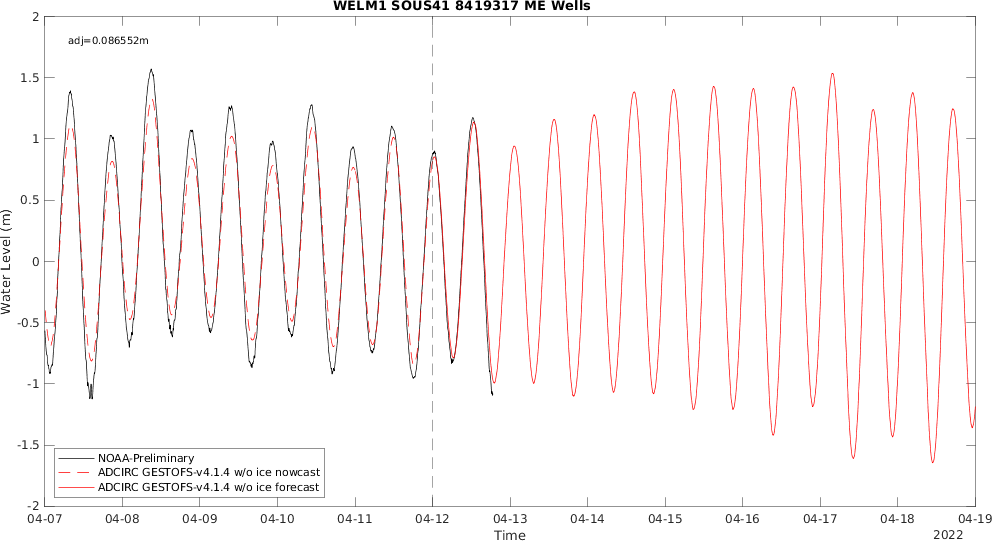 WELM1 SOUS41 8419317 ME Wells
adj=0.086552m
2
1.5
1
0.5
0
-0.5
-1
-1.5
-2
Water Level (m)
NOAA-Preliminary
ADCIRC GESTOFS-v4.1.4 w/o ice nowcast
ADCIRC GESTOFS-v4.1.4 w/o ice forecast
04-07 04-08 04-09 04-10 04-11 04-12 04-13 04-14 04-15 04-16 04-17 04-18 04-19
Time
2022